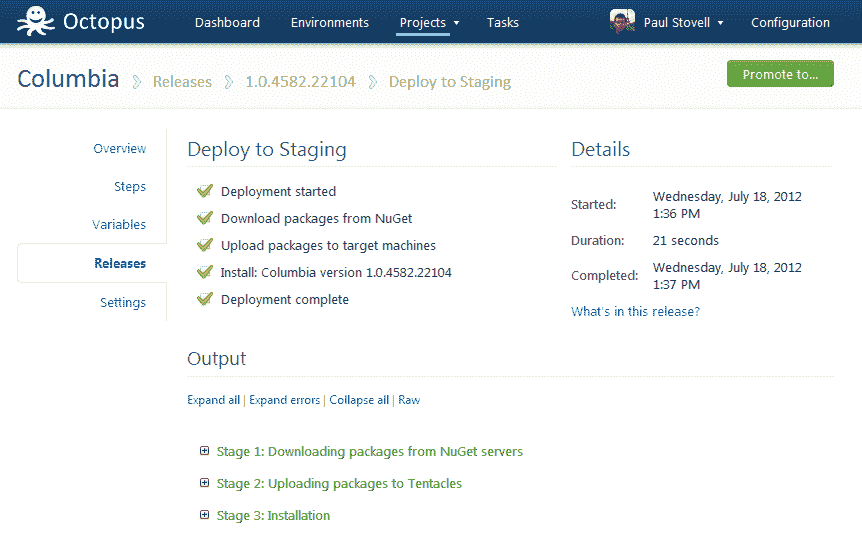 Octopus
Dashboard
Environments
Projects
Tasks
Paul Stovell
Configuration
Columbia
Releases
1.0.4582.22104
Deploy to Staging
Promote to...
Overview
Steps
Variables
Releases
Settings
Deploy to Staging
Deployment started
Download packages from NuGet
Upload packages to target machines
Install: Columbia version 1.0.4582.22104
Deployment complete
Details
Started: Wednesday, July 18, 2012
1:36 PM
Duration: 21 seconds
Completed: Wednesday, July 18, 2012
1:37 PM
What's in this release?
Output
Expand all | Expand errors | Collapse all | Raw
Stage 1: Downloading packages from NuGet servers
Stage 2: Uploading packages to Tentacles
Stage 3: Installation